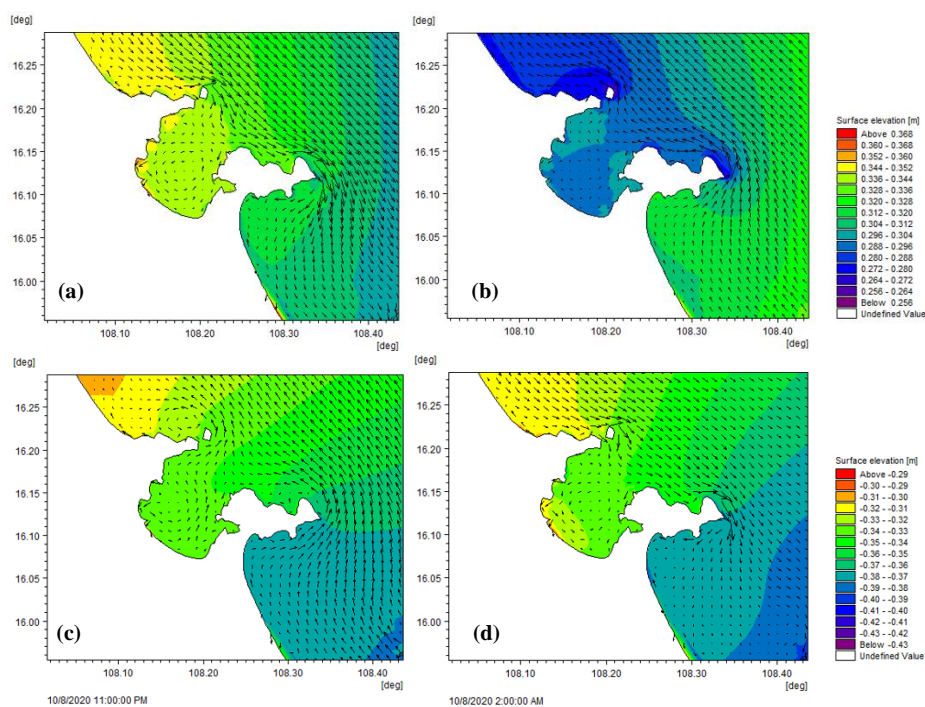 [deg]
16.25
16.20
16.15
16.10
16.05
16.00
(a)
108.10
108.20
108.30
108.40
[deg]
[deg]
16.25
16.20
16.15
16.10
16.05
16.00
(b)
108.10
108.20
108.30
108.40
[deg]
Surface elevation [m]
Above 0.368
0.360 - 0.368
0.352 - 0.360
0.344 - 0.352
0.336 - 0.344
0.328 - 0.336
0.320 - 0.328
0.312 - 0.320
0.304 - 0.312
0.296 - 0.304
0.288 - 0.296
0.280 - 0.288
0.272 - 0.280
0.264 - 0.272
0.256 - 0.264
Below 0.256
Undefined Value
[deg]
16.25
16.20
16.15
16.10
16.05
16.00
(c)
108.10
108.20
108.30
108.40
[deg]
10/8/2020 11:00:00 PM
[deg]
16.25
16.20
16.15
16.10
16.05
16.00
(d)
108.10
108.20
108.30
108.40
[deg]
10/8/2020 2:00:00 AM
Surface elevation [m]
Above -0.29
-0.30 - -0.29
-0.31 - -0.30
-0.32 - -0.31
-0.33 - -0.32
-0.34 - -0.33
-0.35 - -0.34
-0.36 - -0.35
-0.37 - -0.36
-0.38 - -0.37
-0.39 - -0.38
-0.40 - -0.39
-0.41 - -0.40
-0.42 - -0.41
-0.43 - -0.42
Below -0.43
Undefined Value